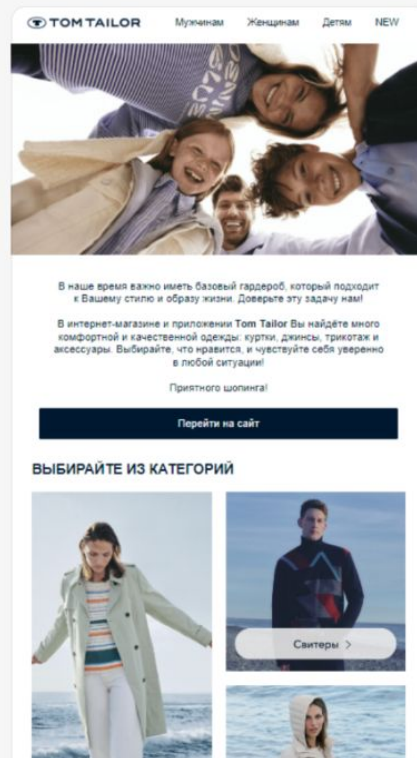 TOM TAILOR Мужчинам Женщинам Детям NEW
В наше время важно иметь базовый гардероб, который подходит
к Вашему стилю и образу жизни. Доверьте эту задачу нам!
В интернет-магазине и приложении Tom Tailor Вы найдёте много
комфортной и качественной одежды: куртки, джинсы, трикотаж и
аксессуары. Выбирайте, что нравится, и чувствуйте себя уверенно
в любой ситуации!
Приятного шопинга!
Перейти на сайт
ВЫБИРАЙТЕ ИЗ КАТЕГОРИЙ
Свитеры >